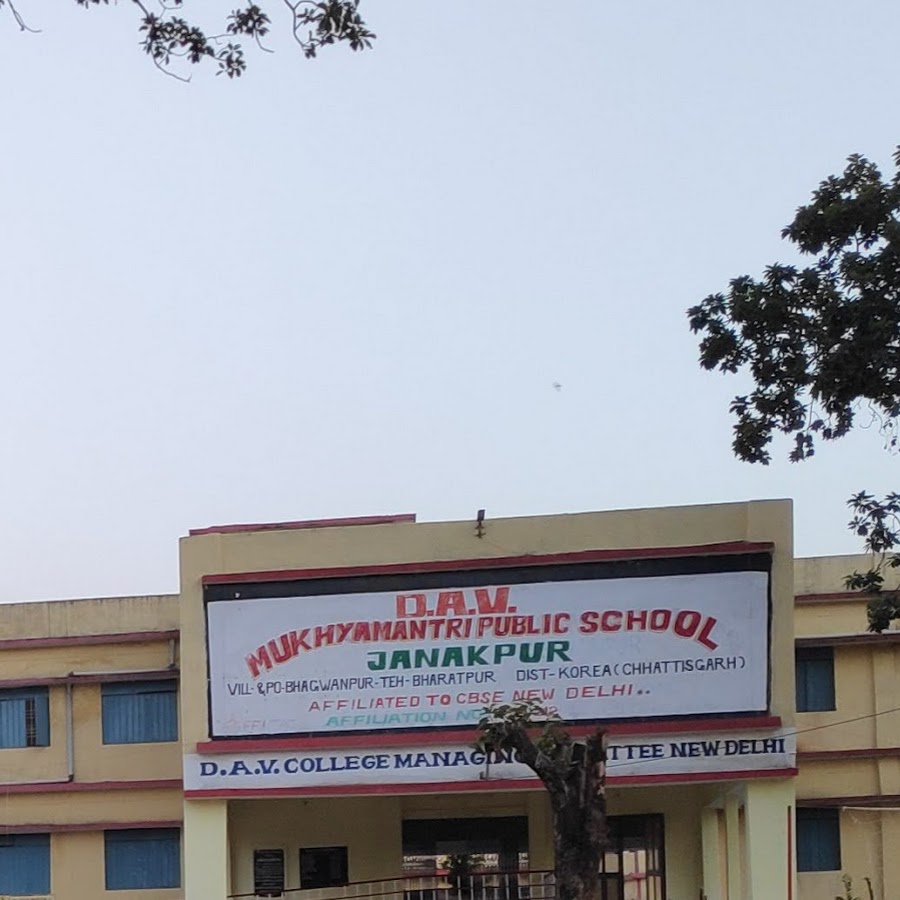 D.A.V.
MUKHYAMANTRI PUBLIC SCHOOL
JANAKPUR
VILL- &PO-BHAGWANPUR-TEH-BHARATPUR DIST-KOREA (CHHATTISGARH)
AFFILIATED TO CBSE NEW DELHI..
AFFILIATION NO
D.A.V. COLLEGE MANAGING NEW DELHI